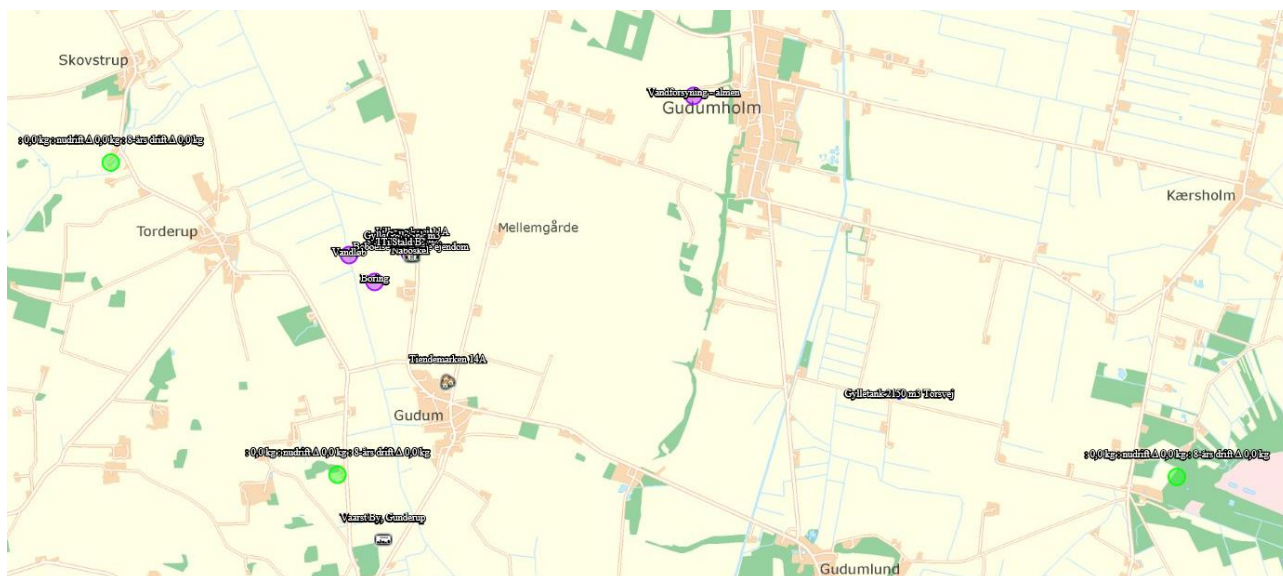 Skovstrup
Vandforsyning - almen
Gudumholm
: 0,0 kg : nudrift Δ 0,0 kg : 8-års drift Δ 0,0 kg
Kærsholm
Torderup
Mellemgårde
Stald
Naboskel
Vandløb
Boring
Tiendemarken 14A
Gylletank 2150 m3 Torsvej
Gudum
: 0,0 kg : nudrift Δ 0,0 kg : 8-års drift Δ 0,0 kg
: 0,0 kg : nudrift Δ 0,0 kg : 8-års drift Δ 0,0 kg
Vaarst By, Gunderup
Gudumlund